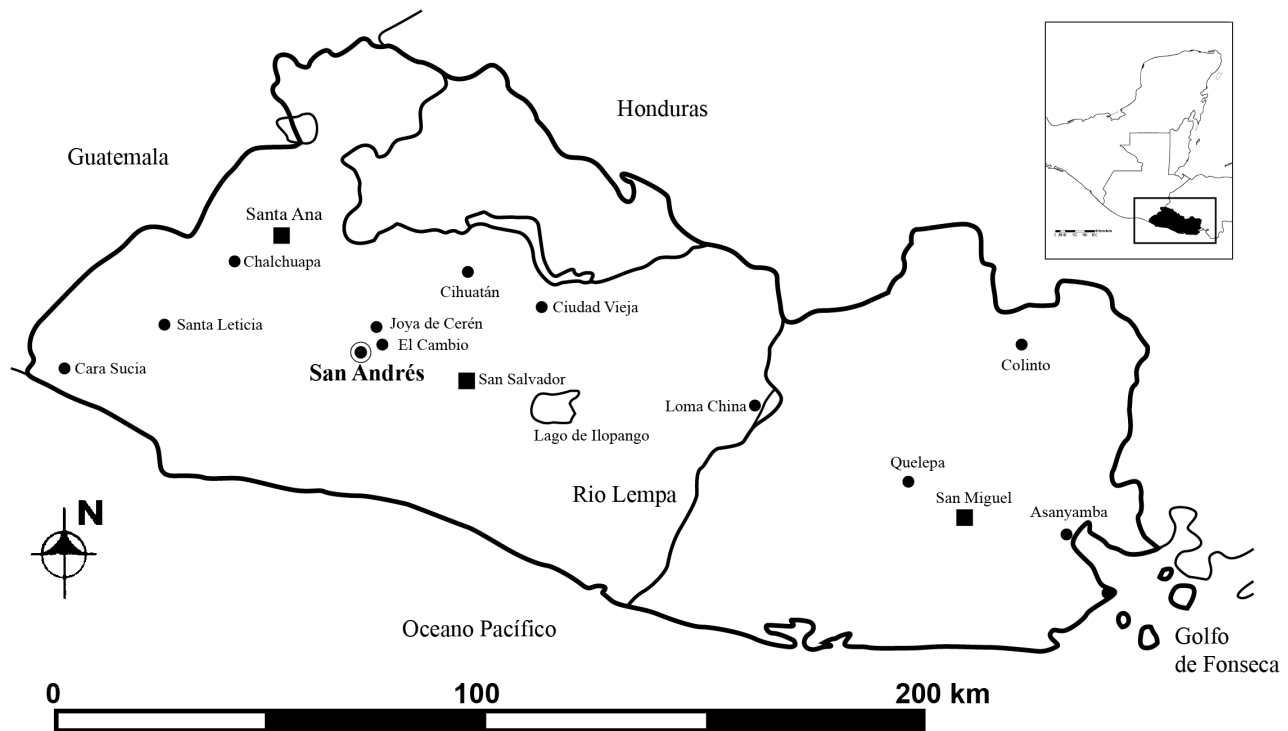 Honduras
Guatemala
Santa Ana
Chalchuapa
Cihuatán
Ciudad Vieja
Santa Leticia
Joya de Cerén
El Cambio
San Andrés
Cara Sucia
San Salvador
Colinto
Loma China
Lago de Ilopango
Quelepa
Rio Lempa
San Miguel
Asanyamba
N
Oceano Pacífico
Golfo
de Fonseca
0 100 200 km